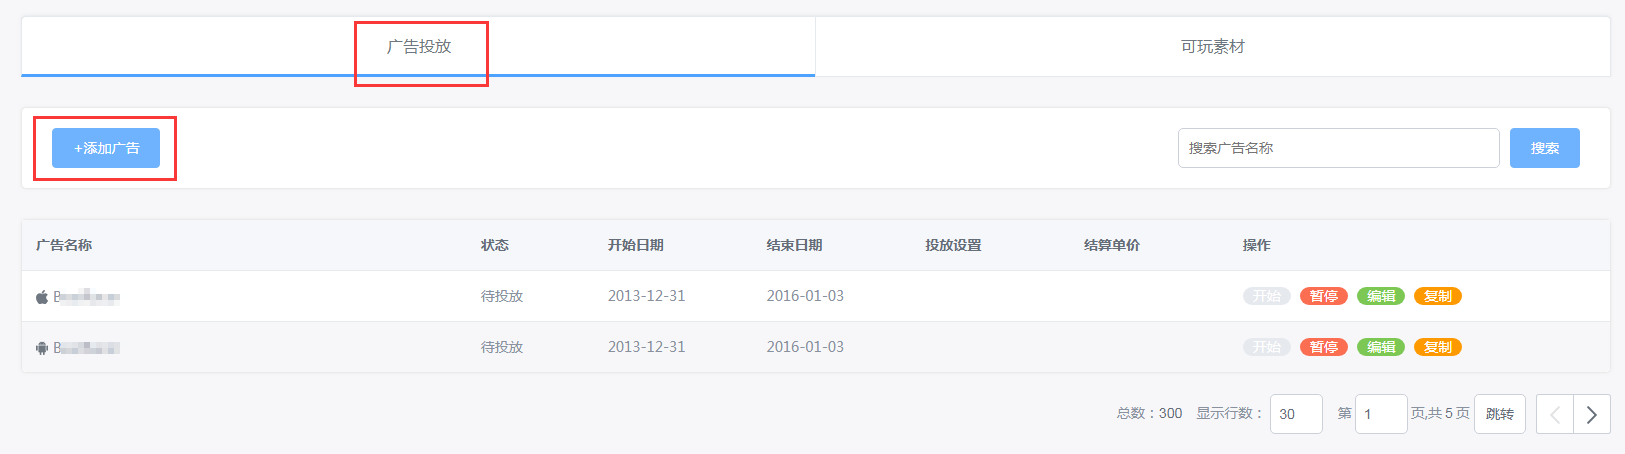 广告投放 可玩素材
+添加广告 搜索广告名称 搜索
广告名称 状态 开始日期 结束日期 投放设置 结算单价 操作
待投放 2013-12-31 2016-01-03 开始 暂停 编辑 复制
待投放 2013-12-31 2016-01-03 开始 暂停 编辑 复制
总数：300 显示行数： 30 第 1 页,共 5 页 跳转